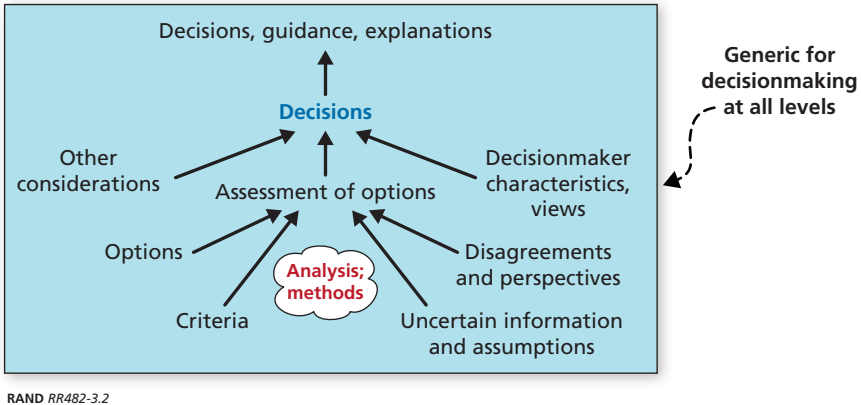 Decisions, guidance, explanations
Generic for
decisionmaking
at all levels
Decisions
Other
considerations
Decisionmaker
characteristics,
views
Assessment of options
Options
Analysis;
methods
Disagreements
and perspectives
Criteria
Uncertain information
and assumptions
RAND RR482-3.2